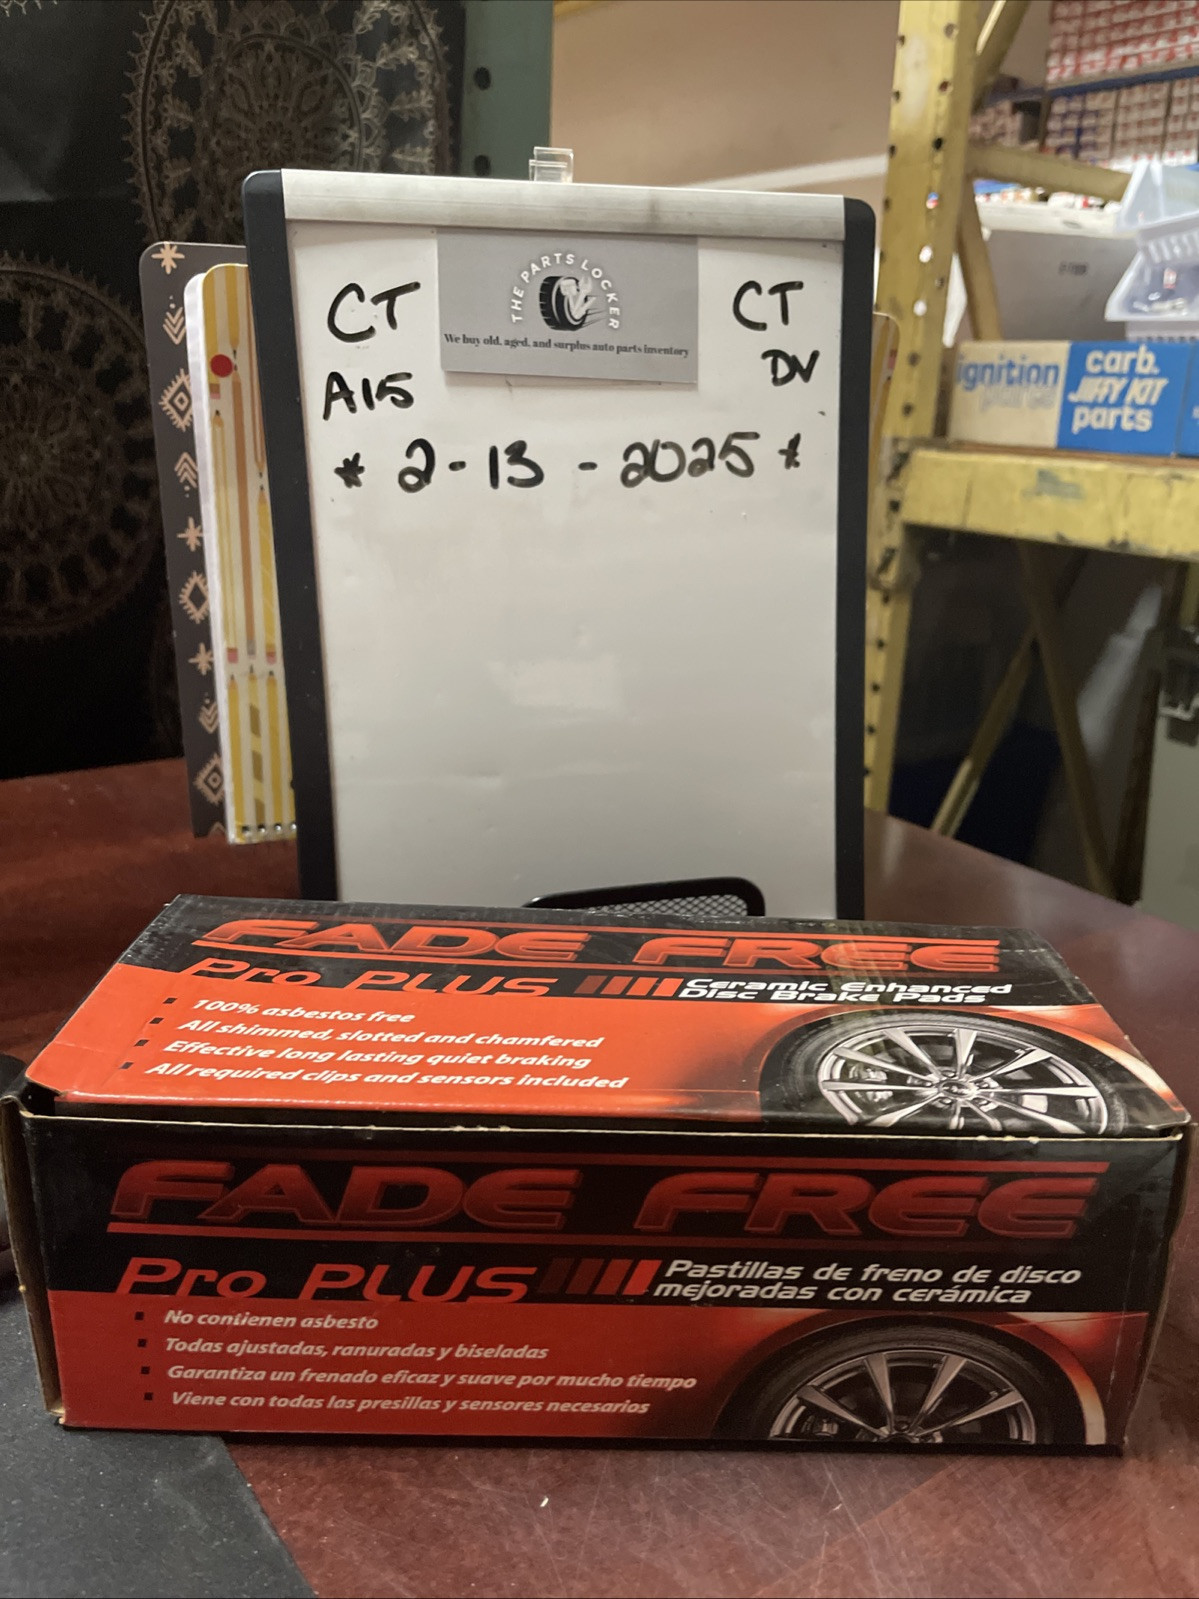 THE PARTS LOCKER
We buy old, aged, and surplus auto parts inventory
CT
CT
A15
DV
* 2-13-2025 *
ignition
parts
carb.
JIFFY KIT
parts
FADE FREE
Pro PLUS
Ceramic Enhanced
Disc Brake Pads
100% asbestos free
All shimmed, slotted and chamfered
Effective long lasting quiet braking
All required clips and sensors included
FADE FREE
Pro PLUS
Pastillas de freno de disco
mejoradas con cerámica
No contienen asbesto
Todas ajustadas, ranuradas y biseladas
Garantiza un frenado eficaz y suave por mucho tiempo
Viene con todas las presillas y sensores necesarios